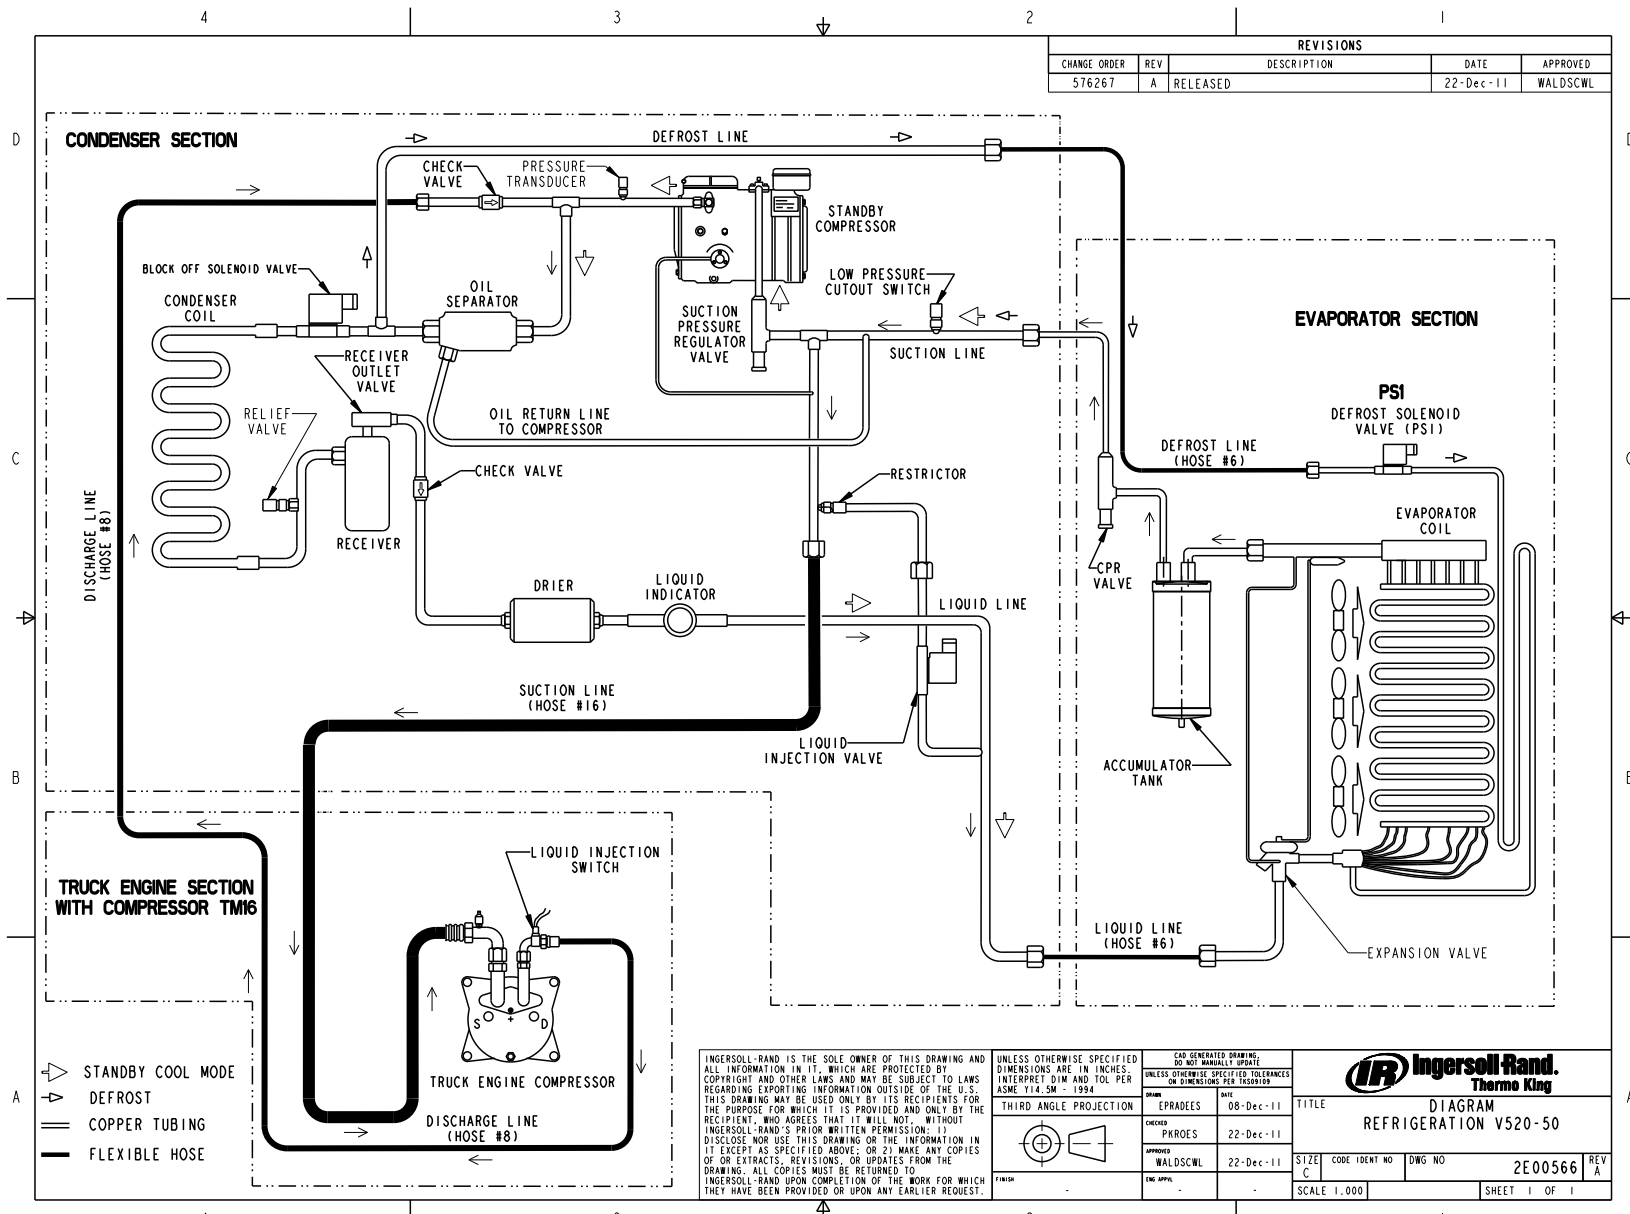 4
3
2
1
REVISIONS
CHANGE ORDER REV DESCRIPTION DATE APPROVED
576267 A RELEASED 22-Dec-11 WALDSCWL
D
D
CONDENSER SECTION
DEFROST LINE
CHECK
VALVE
PRESSURE
TRANSDUCER
STANDBY
COMPRESSOR
BLOCK OFF SOLENOID VALVE
CONDENSER
COIL
OIL
SEPARATOR
LOW PRESSURE
CUTOUT SWITCH
SUCTION
PRESSURE
REGULATOR
VALVE
SUCTION LINE
EVAPORATOR SECTION
RECEIVER
OUTLET
VALVE
RELIEF
VALVE
OIL RETURN LINE
TO COMPRESSOR
PS1
DEFROST SOLENOID
VALVE (PS1)
DEFROST LINE
(HOSE #6)
C
CHECK VALVE
RESTRICTOR
DISCHARGE LINE
(HOSE #8)
RECEIVER
EVAPORATOR
COIL
CPR
VALVE
DRIER
LIQUID
INDICATOR
LIQUID LINE
SUCTION LINE
(HOSE #16)
LIQUID
INJECTION VALVE
ACCUMULATOR
TANK
B
TRUCK ENGINE SECTION
WITH COMPRESSOR TM16
LIQUID INJECTION
SWITCH
LIQUID LINE
(HOSE #6)
EXPANSION VALVE
S
D
TRUCK ENGINE COMPRESSOR
DISCHARGE LINE
(HOSE #8)
A
STANDBY COOL MODE
DEFROST
COPPER TUBING
FLEXIBLE HOSE
INGERSOLL-RAND IS THE SOLE OWNER OF THIS DRAWING AND
ALL INFORMATION IN IT, WHICH ARE PROTECTED BY
COPYRIGHT AND OTHER LAWS AND MAY BE SUBJECT TO LAWS
REGARDING EXPORTING INFORMATION OUTSIDE OF THE U.S.
THIS DRAWING MAY BE USED ONLY BY ITS RECIPIENTS FOR
THE PURPOSE FOR WHICH IT IS PROVIDED AND ONLY BY THE
RECIPIENT, WHO AGREES THAT IT WILL NOT, WITHOUT
INGERSOLL-RAND'S PRIOR WRITTEN PERMISSION: 1)
DISCLOSE NOR USE THIS DRAWING OR THE INFORMATION IN
IT EXCEPT AS SPECIFIED ABOVE; OR 2) MAKE ANY COPIES
OF OR EXTRACTS, REVISIONS, OR UPDATES FROM THE
DRAWING. ALL COPIES MUST BE RETURNED TO
INGERSOLL-RAND UPON COMPLETION OF THE WORK FOR WHICH
THEY HAVE BEEN PROVIDED OR UPON ANY EARLIER REQUEST.
UNLESS OTHERWISE SPECIFIED
DIMENSIONS ARE IN INCHES.
INTERPRET DIM AND TOL PER
ASME Y14.5M - 1994
THIRD ANGLE PROJECTION
FINISH
-
CAD GENERATED DRAWING,
DO NOT MANUALLY UPDATE
UNLESS OTHERWISE SPECIFIED TOLERANCES
ON DIMENSIONS PER TKS09109
DRAWN DATE
EPRADEES 08-Dec-11
CHECKED
PKROES 22-Dec-11
APPROVED
WALDSCWL 22-Dec-11
ENG APPVL
- -
IR Ingersoll-Rand.
Thermo King
TITLE
DIAGRAM
REFRIGERATION V520-50
SIZE CODE IDENT NO DWG NO REV
C 2E00566 A
SCALE 1.000 SHEET 1 OF 1